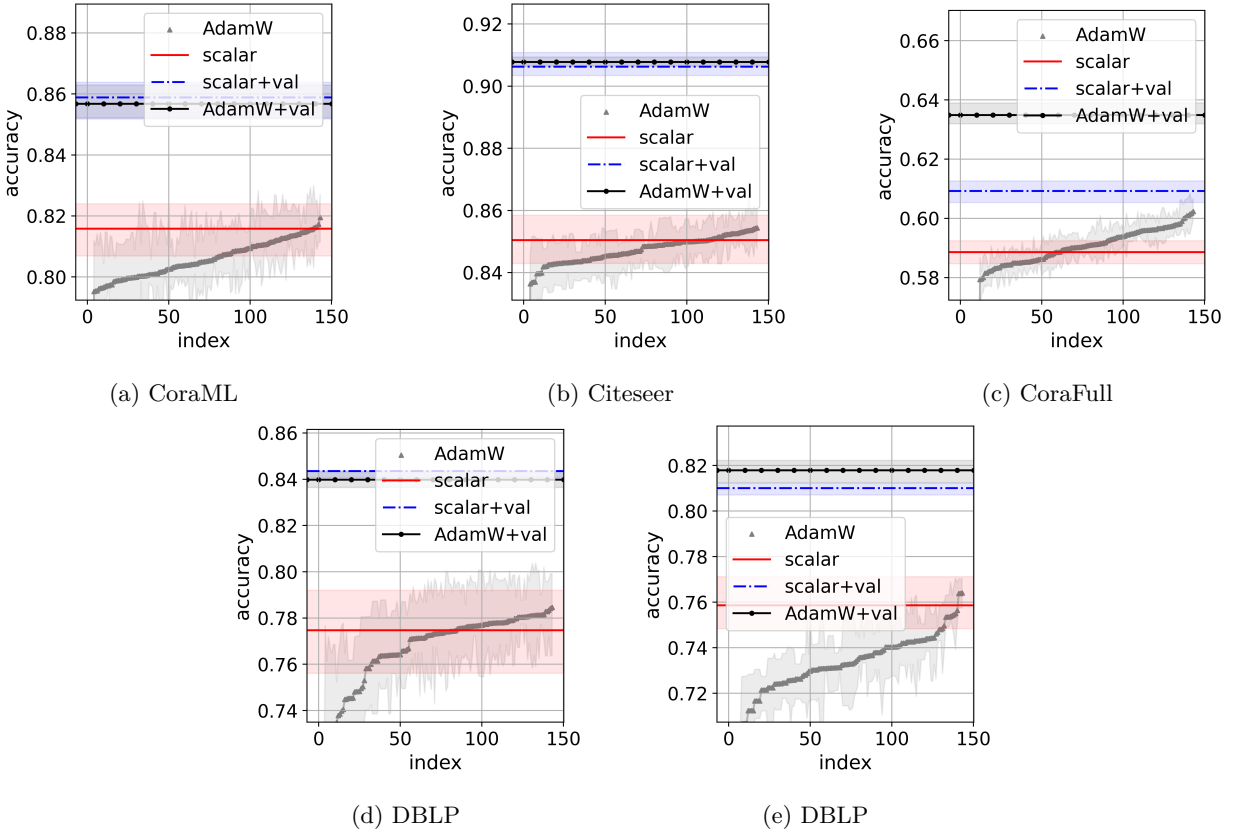 0.88
0.86
0.84
0.82
0.80
accuracy
AdamW
scalar
scalar+val
AdamW+val
0 50 100 150
index
(a) CoraML
0.92
0.90
0.88
0.86
0.84
accuracy
AdamW
scalar
scalar+val
AdamW+val
0 50 100 150
index
(b) Citeseer
0.66
0.64
0.62
0.60
0.58
accuracy
AdamW
scalar
scalar+val
AdamW+val
0 50 100 150
index
(c) CoraFull
0.86
0.84
0.82
0.80
0.78
0.76
0.74
accuracy
AdamW
scalar
scalar+val
AdamW+val
0 50 100 150
index
(d) DBLP
0.82
0.80
0.78
0.76
0.74
0.72
accuracy
AdamW
scalar
scalar+val
AdamW+val
0 50 100 150
index
(e) DBLP